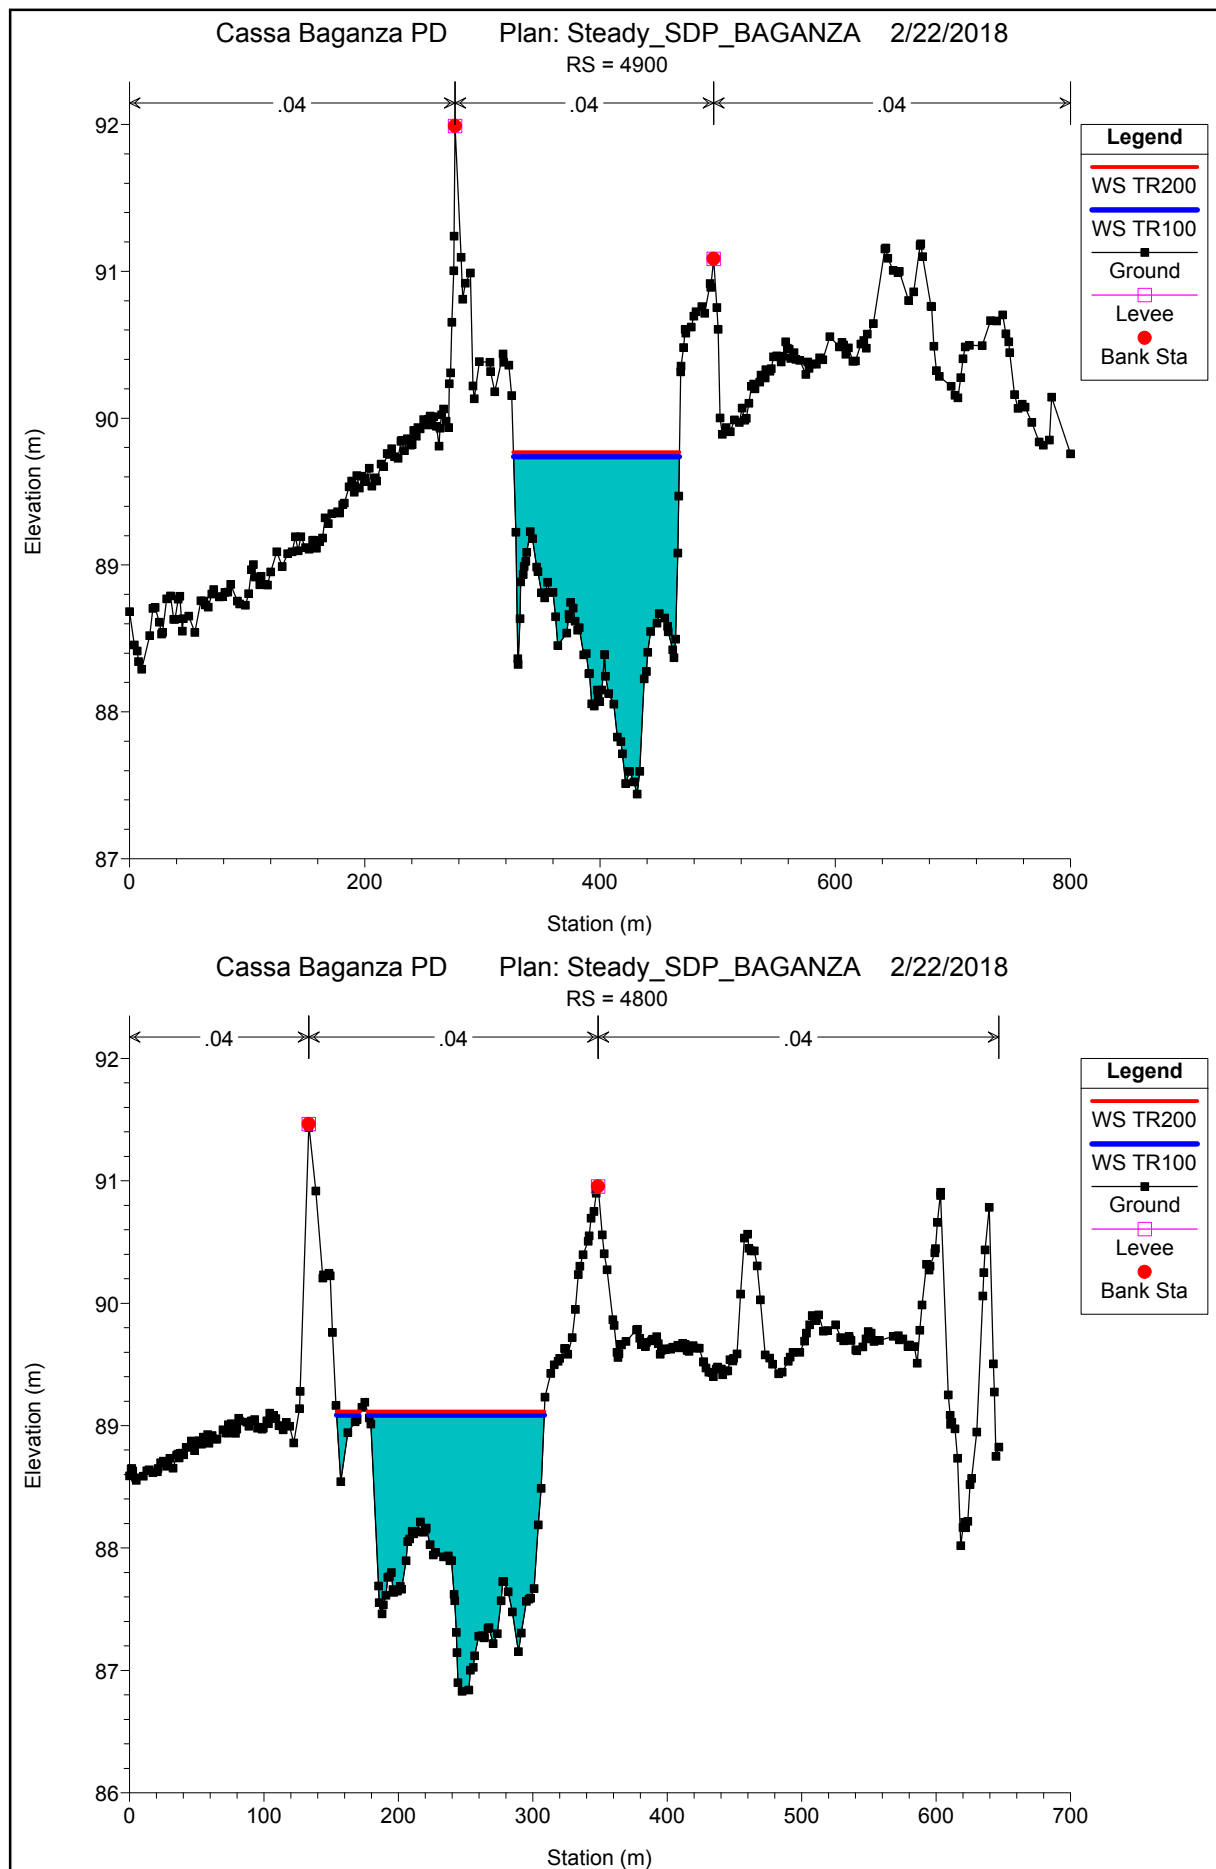 Cassa Baganza PD Plan: Steady_SDP_BAGANZA 2/22/2018
RS = 4900
.04 .04 .04
92
91
90
89
88
87
Elevation (m)
0 200 400 600 800
Station (m)
Legend
WS TR200
WS TR100
Ground
Levee
Bank Sta
Cassa Baganza PD Plan: Steady_SDP_BAGANZA 2/22/2018
RS = 4800
.04 .04 .04
92
91
90
89
88
87
86
Elevation (m)
0 100 200 300 400 500 600 700
Station (m)
Legend
WS TR200
WS TR100
Ground
Levee
Bank Sta